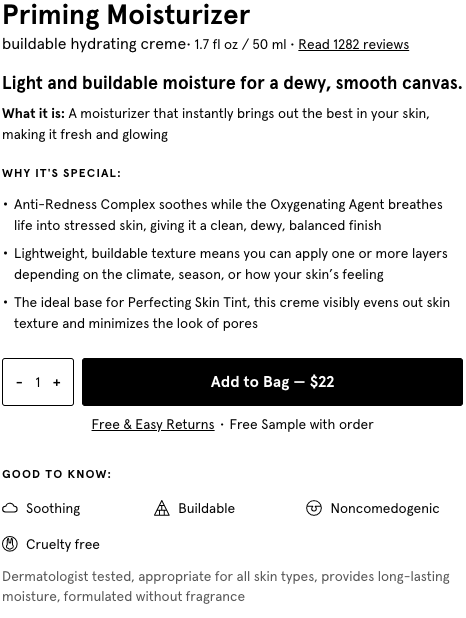 Priming Moisturizer
buildable hydrating creme· 1.7 fl oz / 50 ml · Read 1282 reviews
Light and buildable moisture for a dewy, smooth canvas.
What it is: A moisturizer that instantly brings out the best in your skin,
making it fresh and glowing
WHY IT'S SPECIAL:
• Anti-Redness Complex soothes while the Oxygenating Agent breathes
life into stressed skin, giving it a clean, dewy, balanced finish
• Lightweight, buildable texture means you can apply one or more layers
depending on the climate, season, or how your skin's feeling
• The ideal base for Perfecting Skin Tint, this creme visibly evens out skin
texture and minimizes the look of pores
- 1 + Add to Bag — $22
Free & Easy Returns · Free Sample with order
GOOD TO KNOW:
Soothing Buildable Noncomedogenic
Cruelty free
Dermatologist tested, appropriate for all skin types, provides long-lasting
moisture, formulated without fragrance